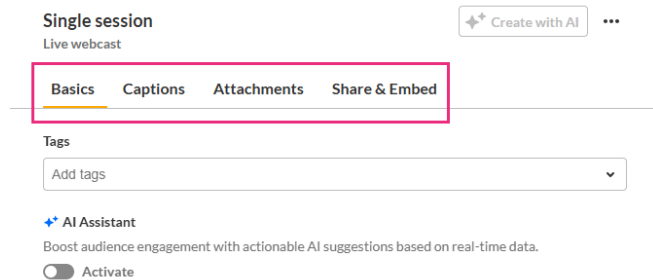 Single session
Create with AI
Live webcast
Basics Captions Attachments Share & Embed
Tags
Add tags
AI Assistant
Boost audience engagement with actionable AI suggestions based on real-time data.
Activate